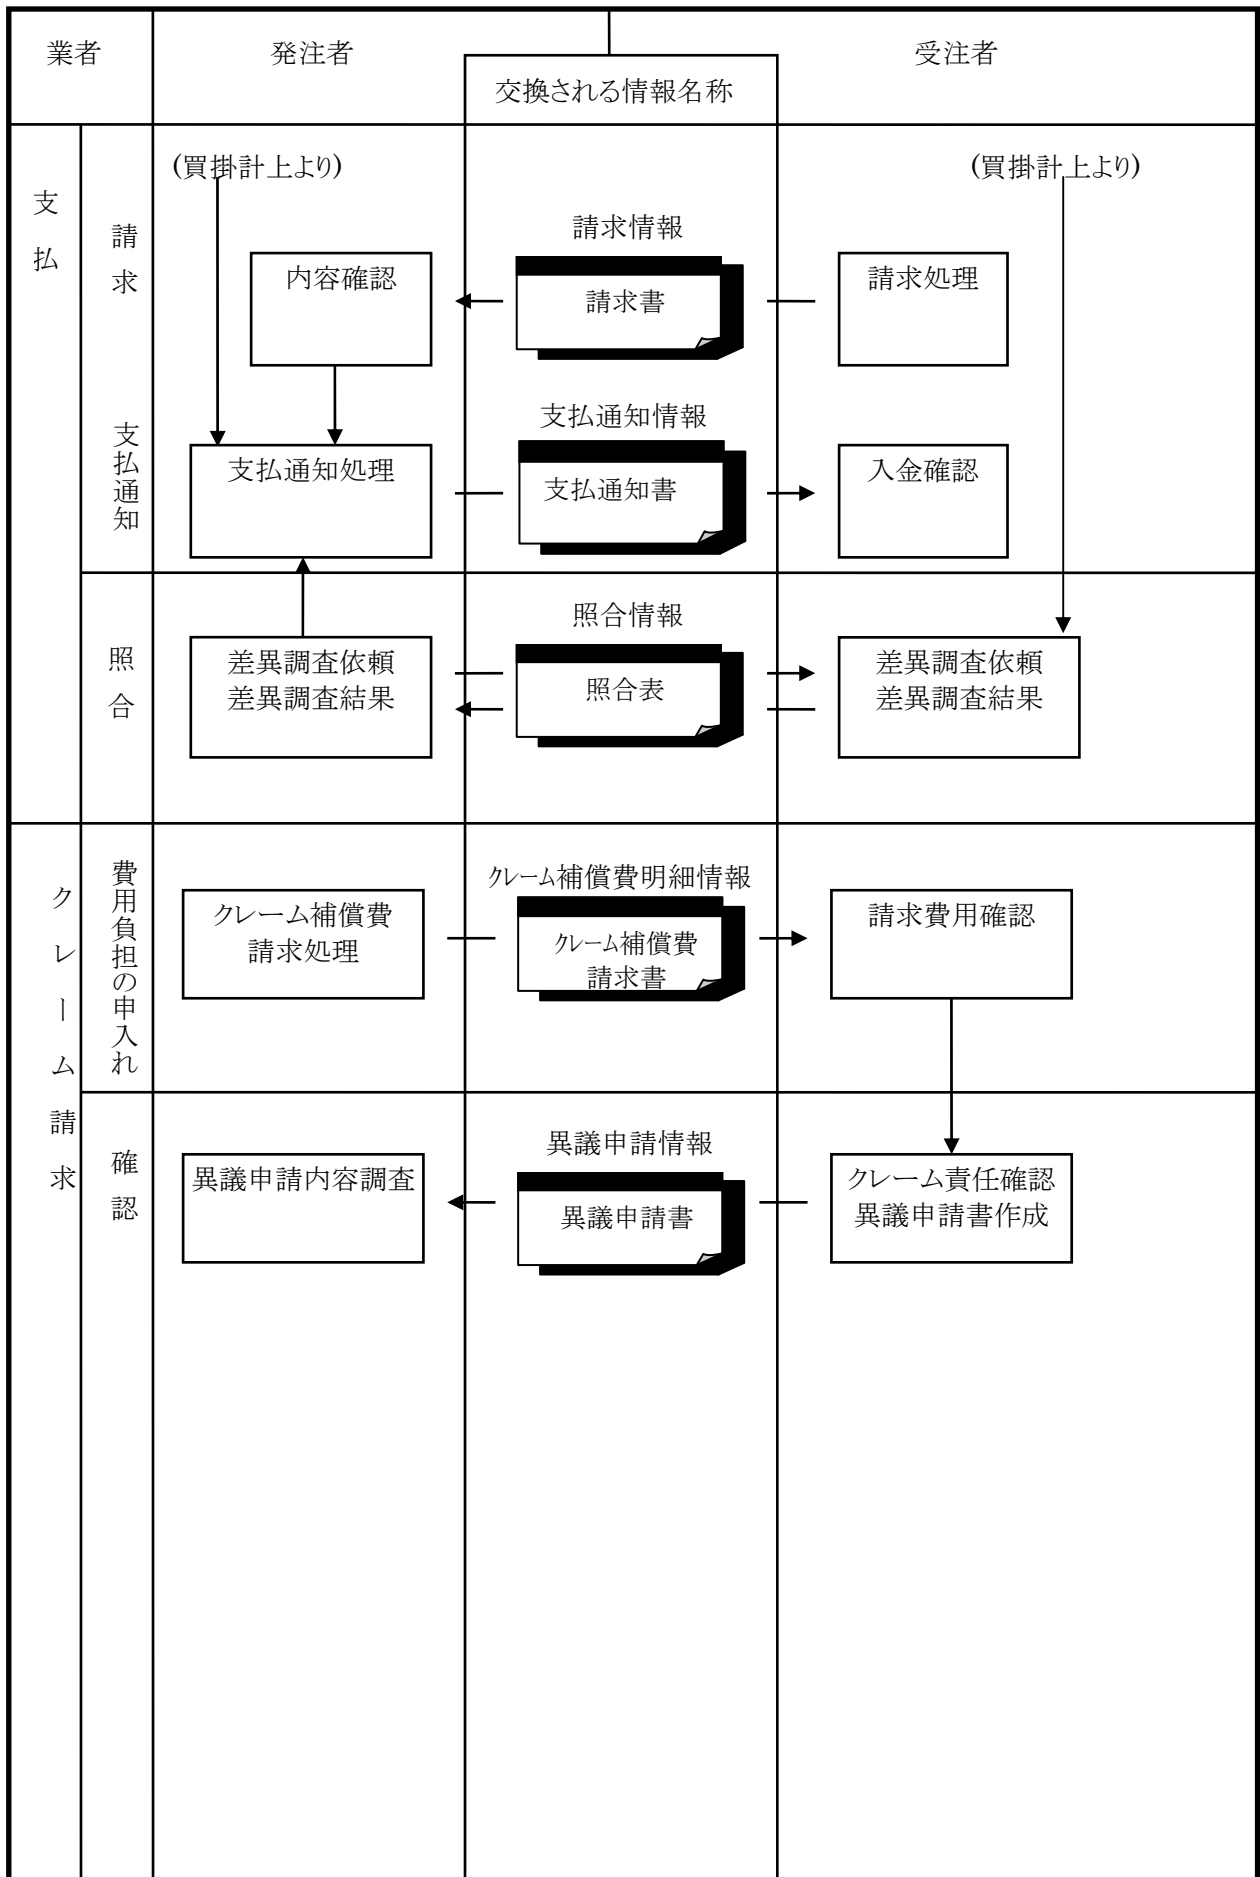 業者
発注者
交換される情報名称
受注者
支払
請求
(買掛計上より)
(買掛計上より)
請求情報
内容確認
請求書
請求処理
支払通知
支払通知情報
支払通知処理
支払通知書
入金確認
照合
照合情報
差異調査依頼
差異調査結果
照合表
差異調査依頼
差異調査結果
クレーム請求
費用負担の申入れ
クレーム補償費明細情報
クレーム補償費
請求処理
クレーム補償費
請求書
請求費用確認
確認
異議申請情報
異議申請内容調査
異議申請書
クレーム責任確認
異議申請書作成